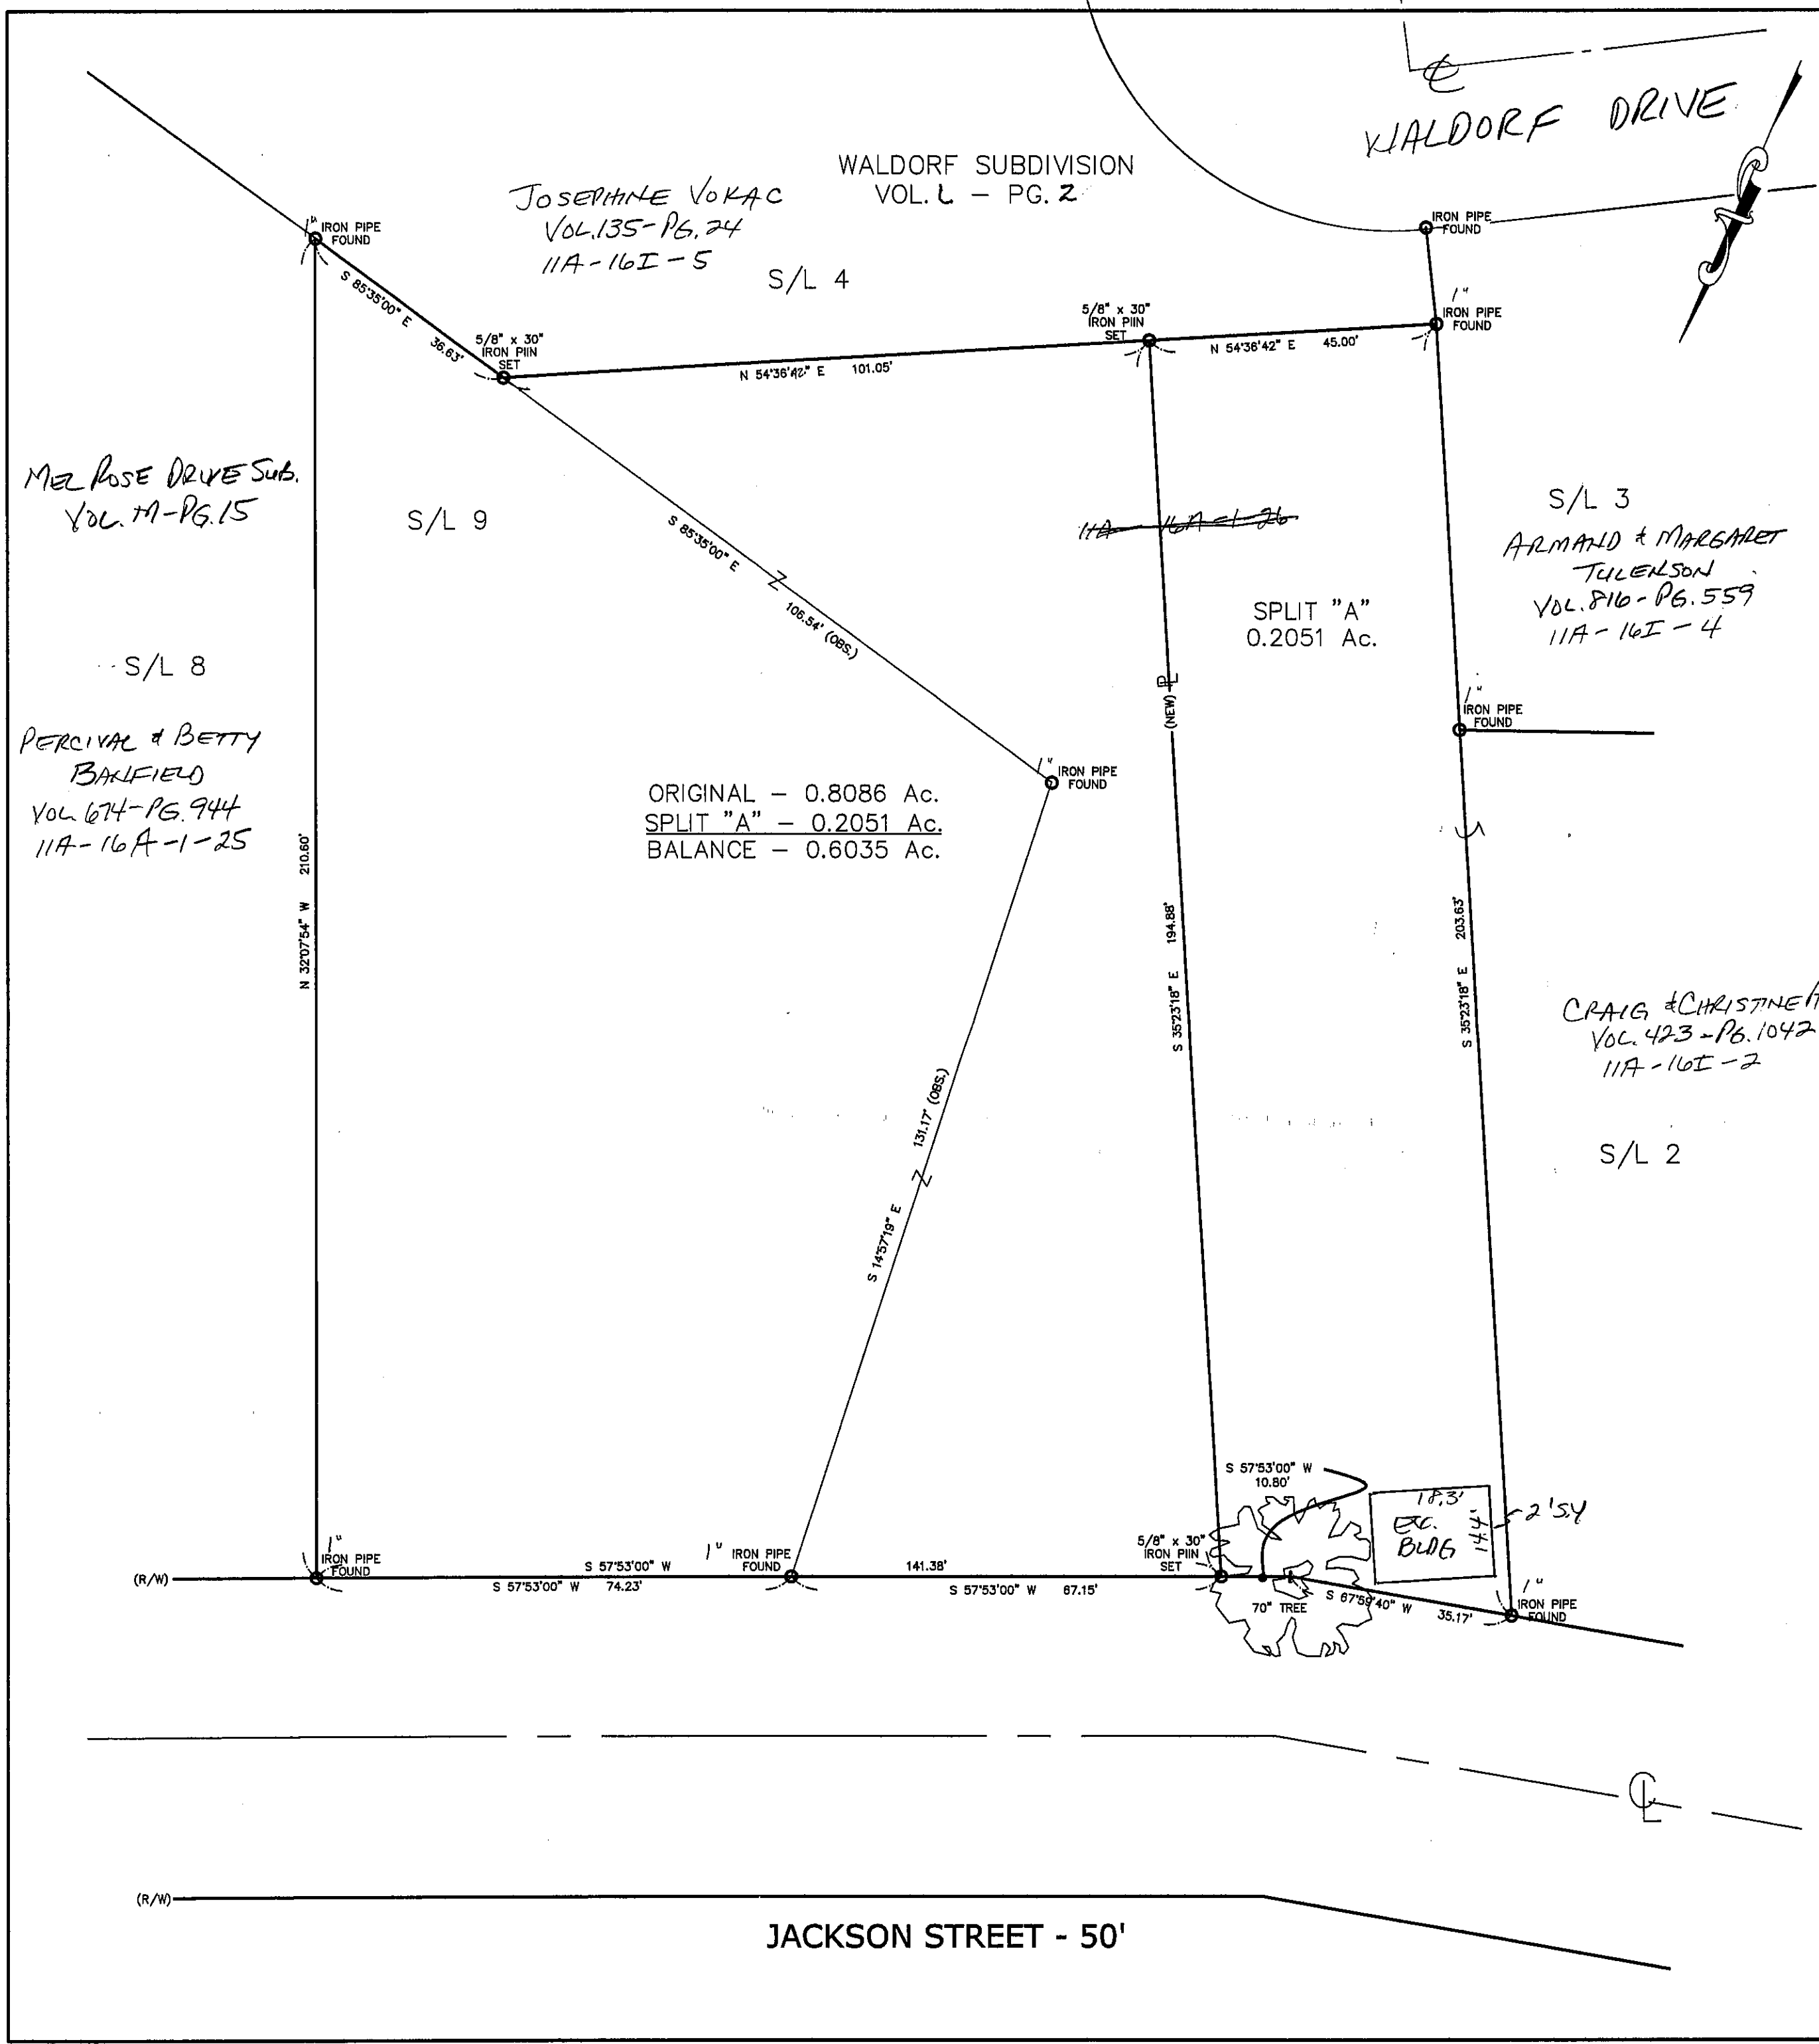 WALDORF DRIVE
WALDORF SUBDIVISION
VOL. L - PG. 2
JOSEPHINE VOKAC
VOL. 135-PG. 24
11A-16I-5
S/L 4
1"
IRON PIPE
FOUND
IRON PIPE
FOUND
1"
IRON PIPE
FOUND
S 85°35'00" E
36.63'
5/8" x 30"
IRON PIIN
SET
N 54°36'42" E 101.05'
5/8" x 30"
IRON PIIN
SET
N 54°36'42" E 45.00'
MELROSE DRIVE SUB.
VOL. M-PG. 15
S/L 9
S 85°35'00" E
106.54' (OBS.)
11A-16A-1-26
S/L 3
ARMAND & MARGARET
TULENSON
VOL. 816-PG. 559
11A-16I-4
SPLIT "A"
0.2051 Ac.
S/L 8
PERCIVAL & BETTY
BANFIELD
VOL 674-PG. 944
11A-16A-1-25
(NEW) PL
1"
IRON PIPE
FOUND
1"
IRON PIPE
FOUND
ORIGINAL - 0.8086 Ac.
SPLIT "A" - 0.2051 Ac.
BALANCE - 0.6035 Ac.
N 32°07'54" W 210.60'
S 35°23'18" E 194.88'
S 35°23'18" E 203.63'
CRAIG & CHRISTINE
VOL. 423-PG. 1042
11A-16I-2
S/L 2
131.17' (OBS.)
S 14°57'19" E
S 57°53'00" W
10.80'
18.3'
EX.
BLDG
14.4'
2' S.Y
(R/W)
1"
IRON PIPE
FOUND
S 57°53'00" W 141.38'
S 57°53'00" W 74.23'
1" IRON PIPE
FOUND
S 57°53'00" W 67.15'
5/8" x 30"
IRON PIIN
SET
70" TREE
S 67°59'40" W 35.17'
1"
IRON PIPE
FOUND
CL
(R/W)
JACKSON STREET - 50'